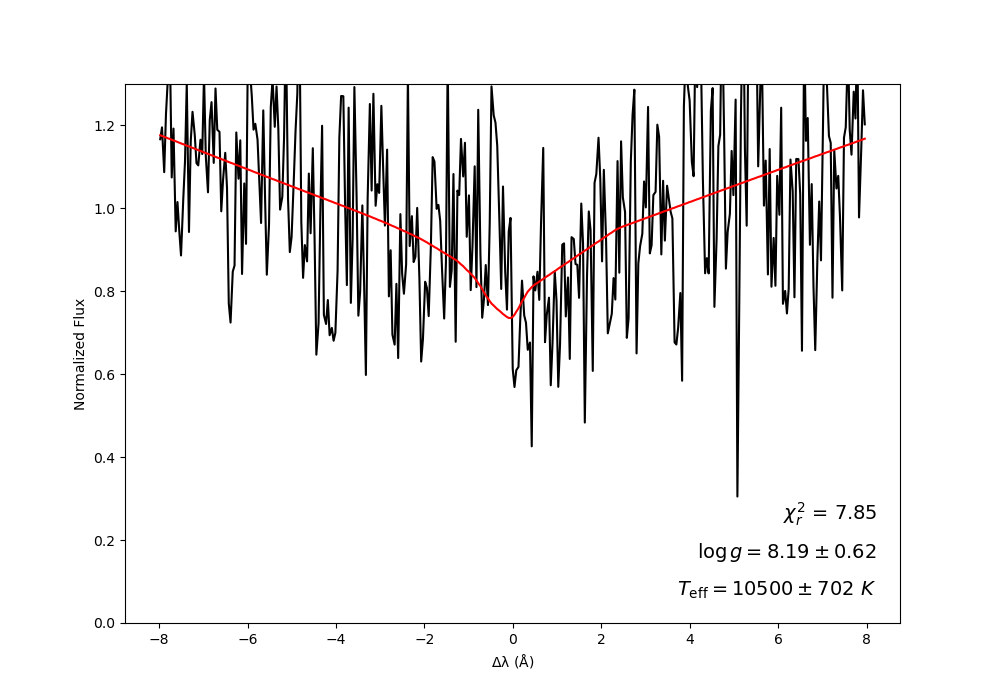 1.2
1.0
0.8
0.6
0.4
0.2
0.0
Normalized Flux
χ²ᵣ = 7.85
log g = 8.19 ± 0.62
T_eff = 10500 ± 702 K
−8 −6 −4 −2 0 2 4 6 8
Δλ (Å)